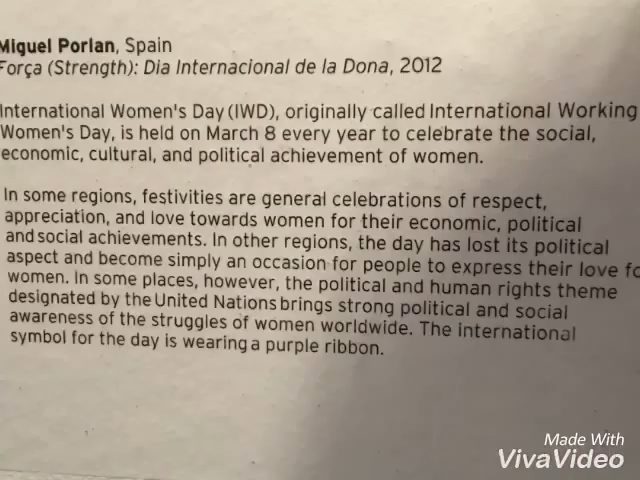 Miguel Porlan, Spain
Força (Strength): Dia Internacional de la Dona, 2012
International Women's Day (IWD), originally called International Working
Women's Day, is held on March 8 every year to celebrate the social,
economic, cultural, and political achievement of women.
In some regions, festivities are general celebrations of respect,
appreciation, and love towards women for their economic, political
and social achievements. In other regions, the day has lost its political
aspect and become simply an occasion for people to express their love fo
women. In some places, however, the political and human rights theme
designated by the United Nations brings strong political and social
awareness of the struggles of women worldwide. The international
symbol for the day is wearing a purple ribbon.
Made With
VivaVideo